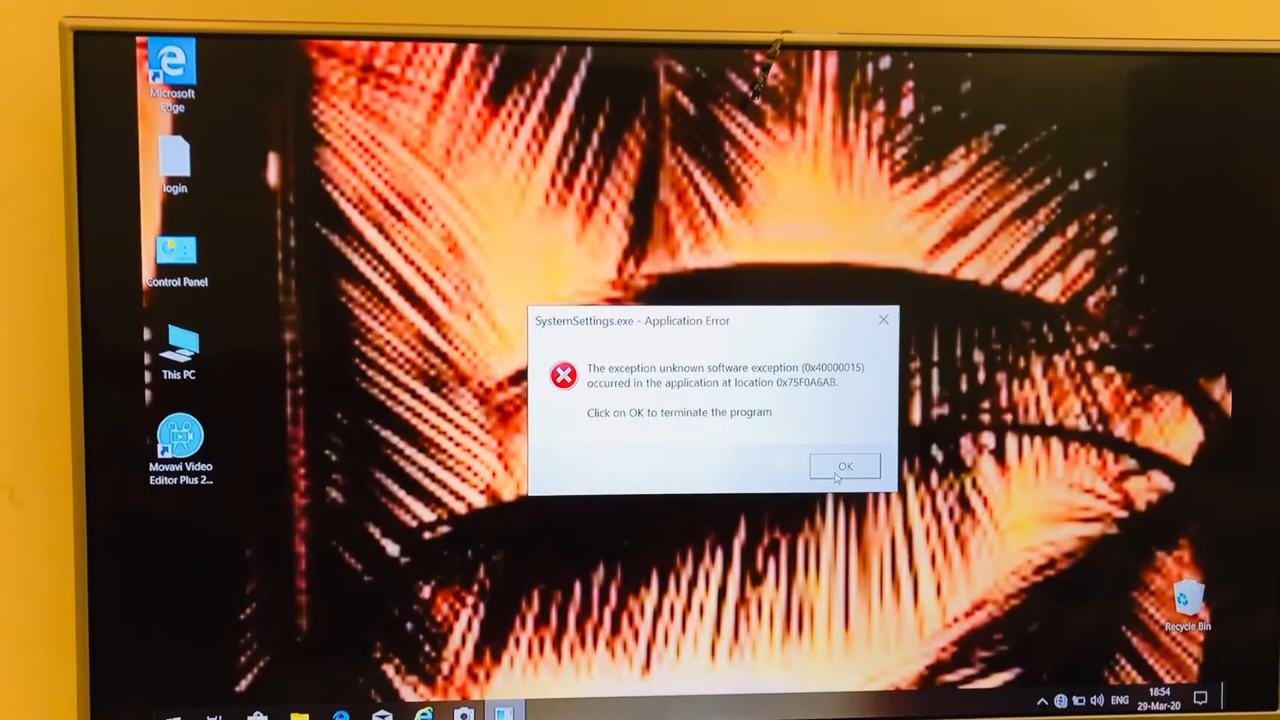 Microsoft
Edge
login
Control Panel
This PC
Movavi Video
Editor Plus 2...
SystemSettings.exe - Application Error
The exception unknown software exception (0x40000015)
occurred in the application at location 0x75F0A6AB.
Click on OK to terminate the program
OK
Recycle Bin
ENG
18:54
29-Mar-20